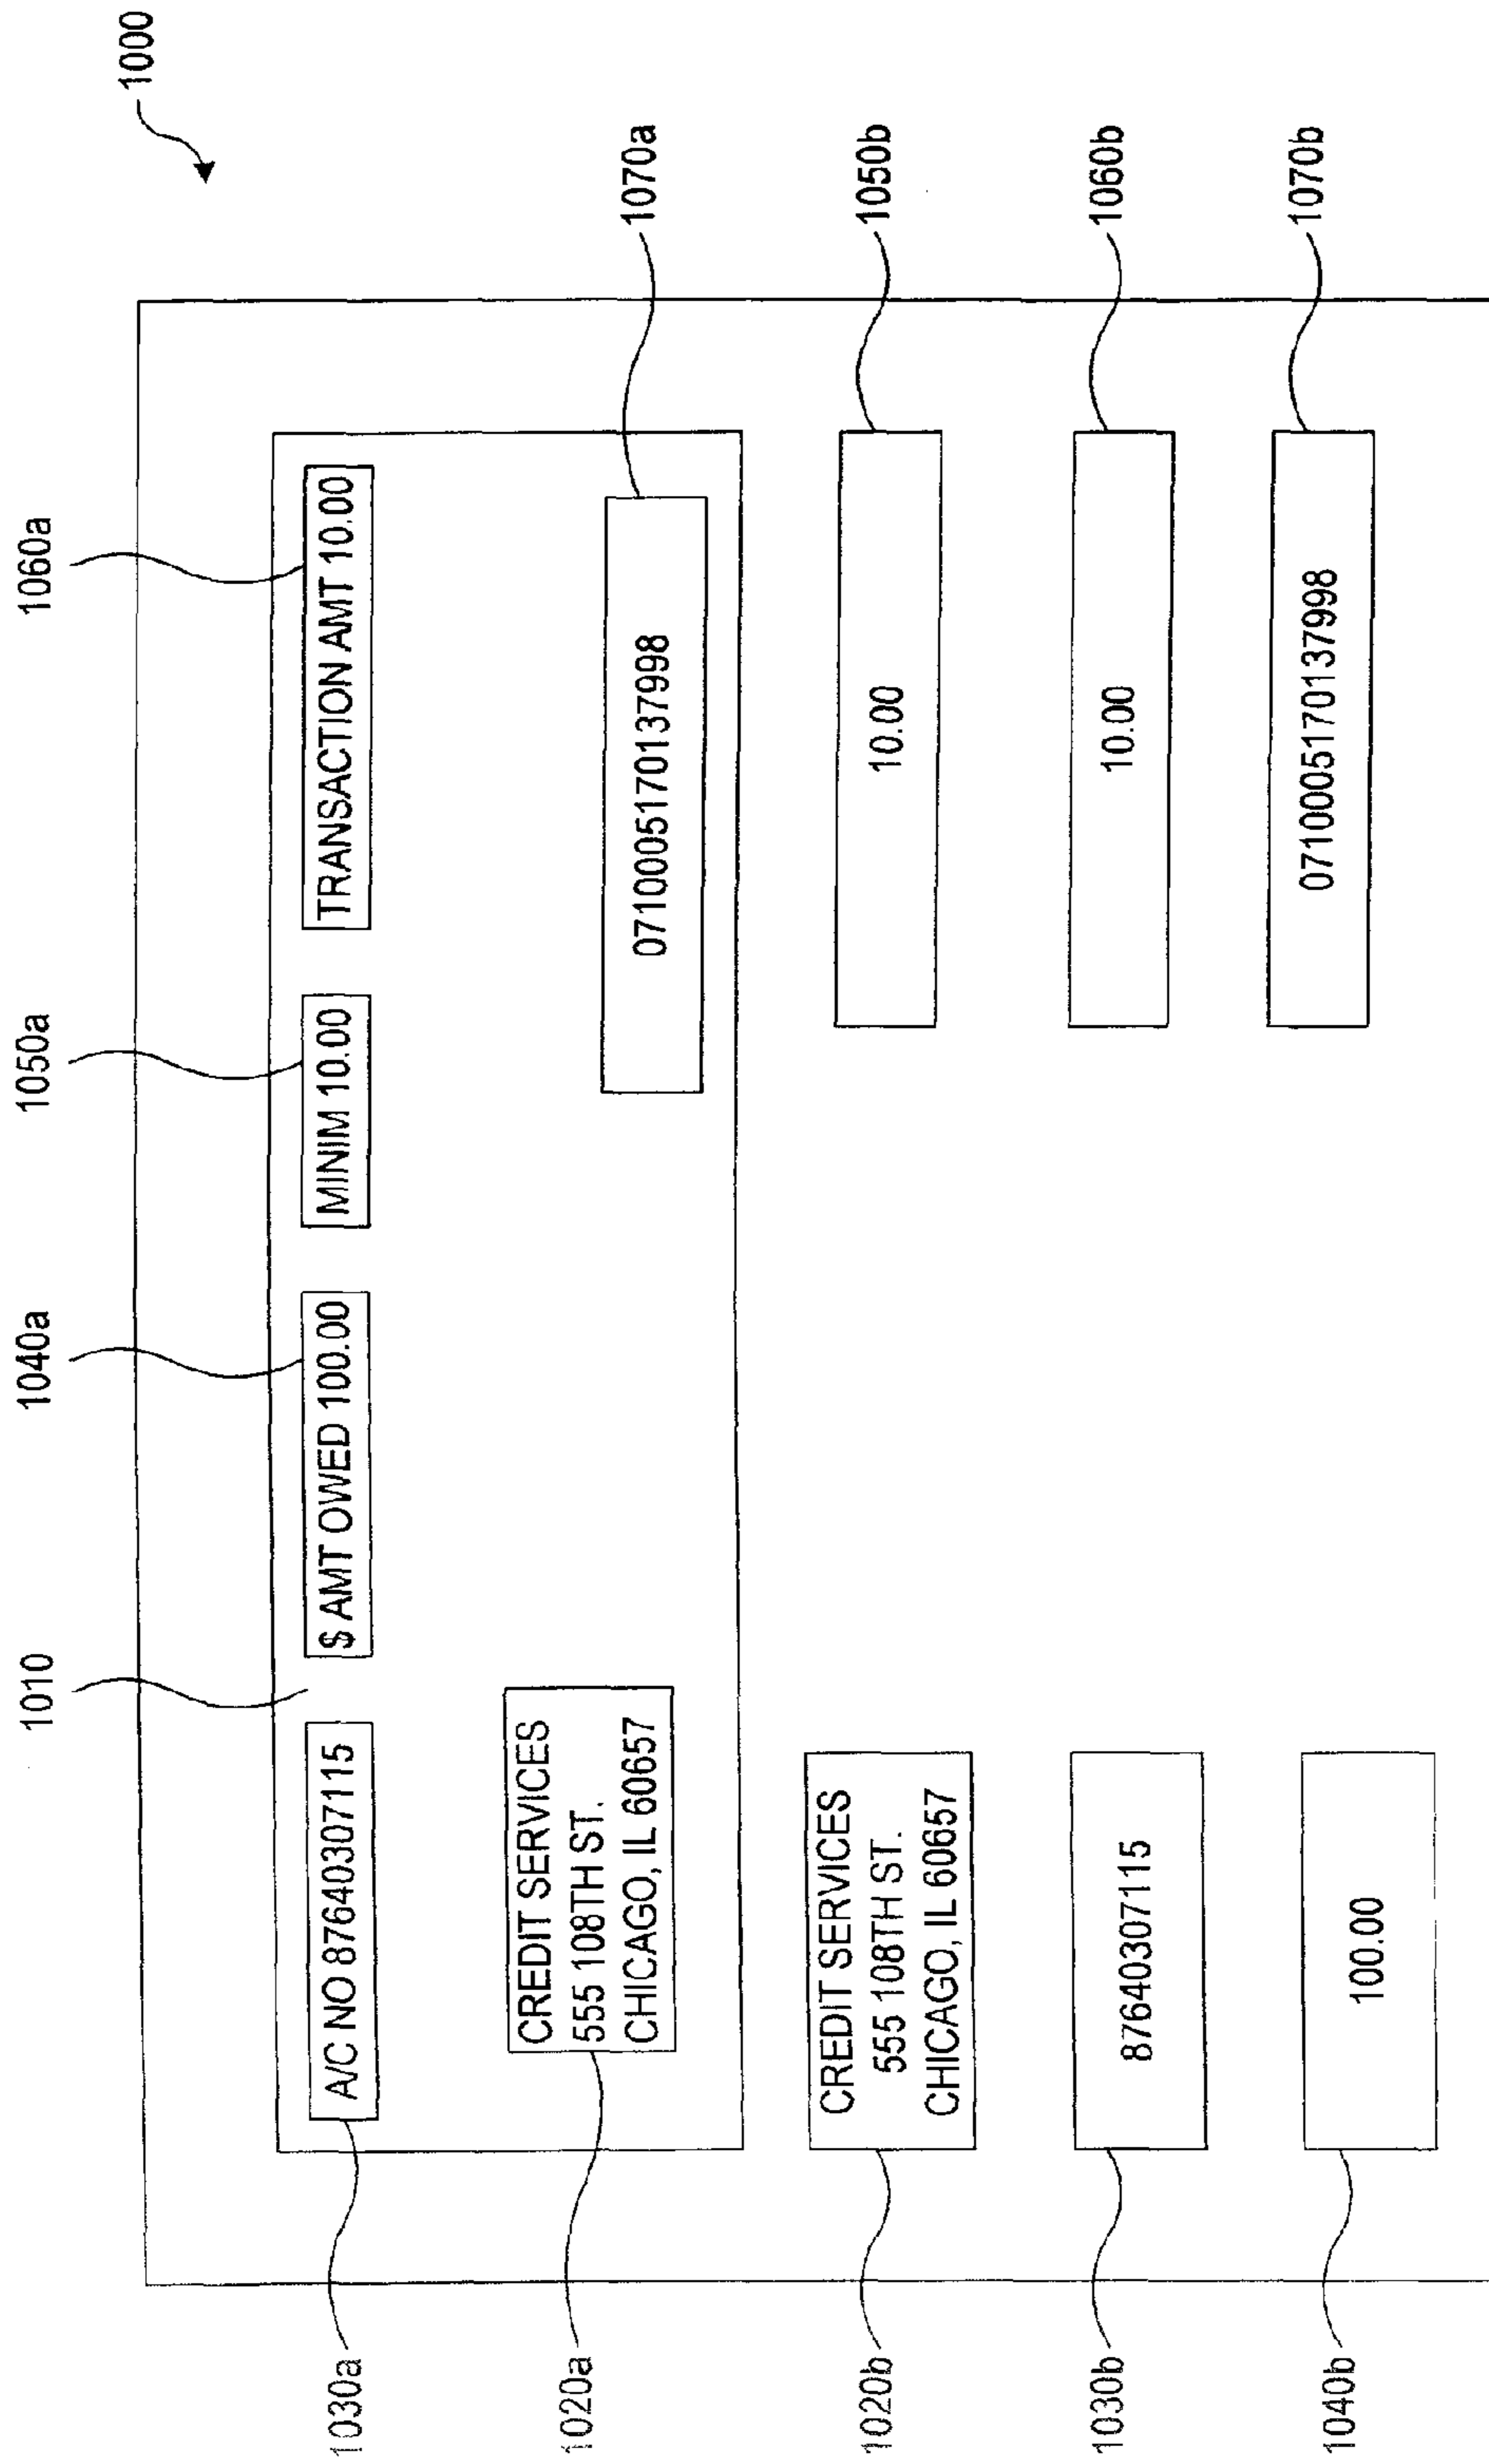 1000
1010
1040a
1050a
1060a
1030a
A/C NO 87640307115
$ AMT OWED 100.00
MINIM 10.00
TRANSACTION AMT 10.00
1020a
CREDIT SERVICES
555 108TH ST.
CHICAGO, IL 60657
0710005170137998
1070a
1020b
CREDIT SERVICES
555 108TH ST.
CHICAGO, IL 60657
10.00
1050b
1030b
87640307115
10.00
1060b
1040b
100.00
0710005170137998
1070b